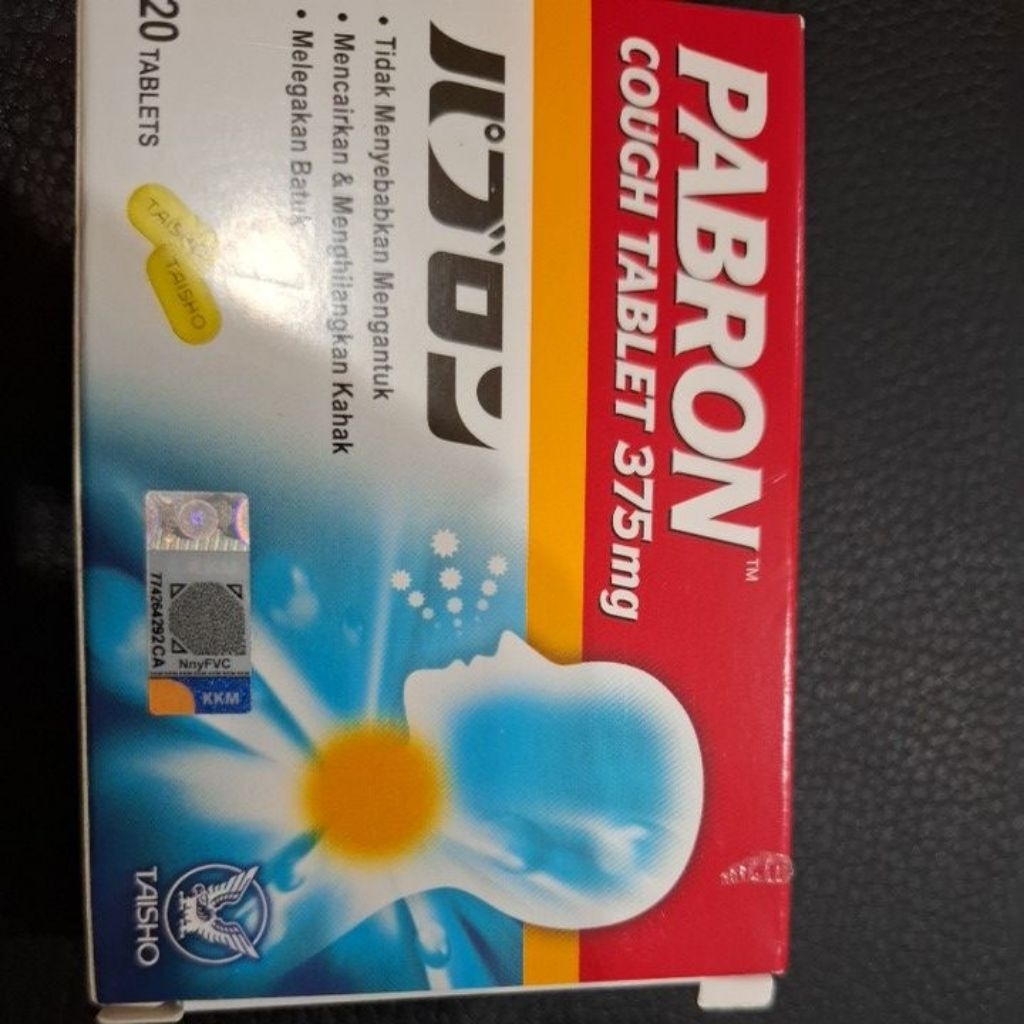 PABRON™
COUGH TABLET 375mg
パブロン
• Tidak Menyebabkan Mengantuk
• Mencairkan & Menghilangkan Kahak
• Melegakan Batuk
20 TABLETS
TAISHO
TAISHO
774264292CA
NnyFVC
KKM
TAISHO